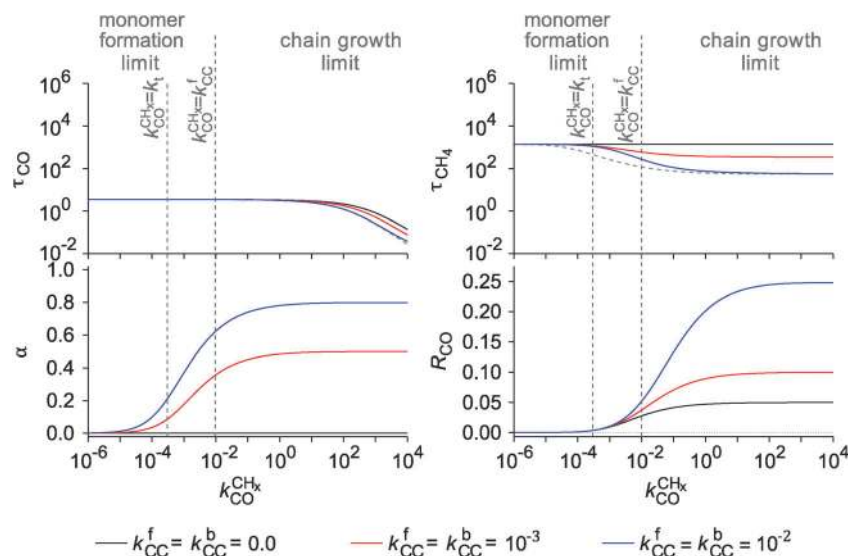 monomer
formation
limit
chain growth
limit
k_CO^CHx=k_t
k_CO^CHx=k_CC^f
τ_CO
10^6
10^4
10^2
10^0
10^-2
α
1.0
0.8
0.6
0.4
0.2
0.0
10^-6 10^-4 10^-2 10^0 10^2 10^4
k_CO^CHx
monomer
formation
limit
chain growth
limit
k_CO^CHx=k_t
k_CO^CHx=k_CC^f
τ_CH4
10^6
10^4
10^2
10^0
10^-2
R_CO
0.25
0.20
0.15
0.10
0.05
0.00
10^-6 10^-4 10^-2 10^0 10^2 10^4
k_CO^CHx
k_CC^f = k_CC^b = 0.0 k_CC^f = k_CC^b = 10^-3 k_CC^f = k_CC^b = 10^-2